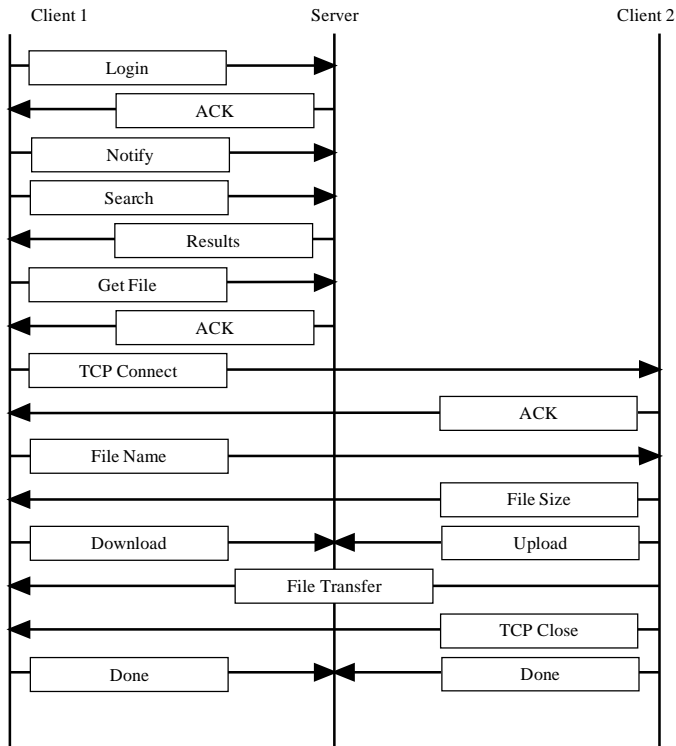 Client 1 Server Client 2
Login
ACK
Notify
Search
Results
Get File
ACK
TCP Connect
ACK
File Name
File Size
Download Upload
File Transfer
TCP Close
Done Done